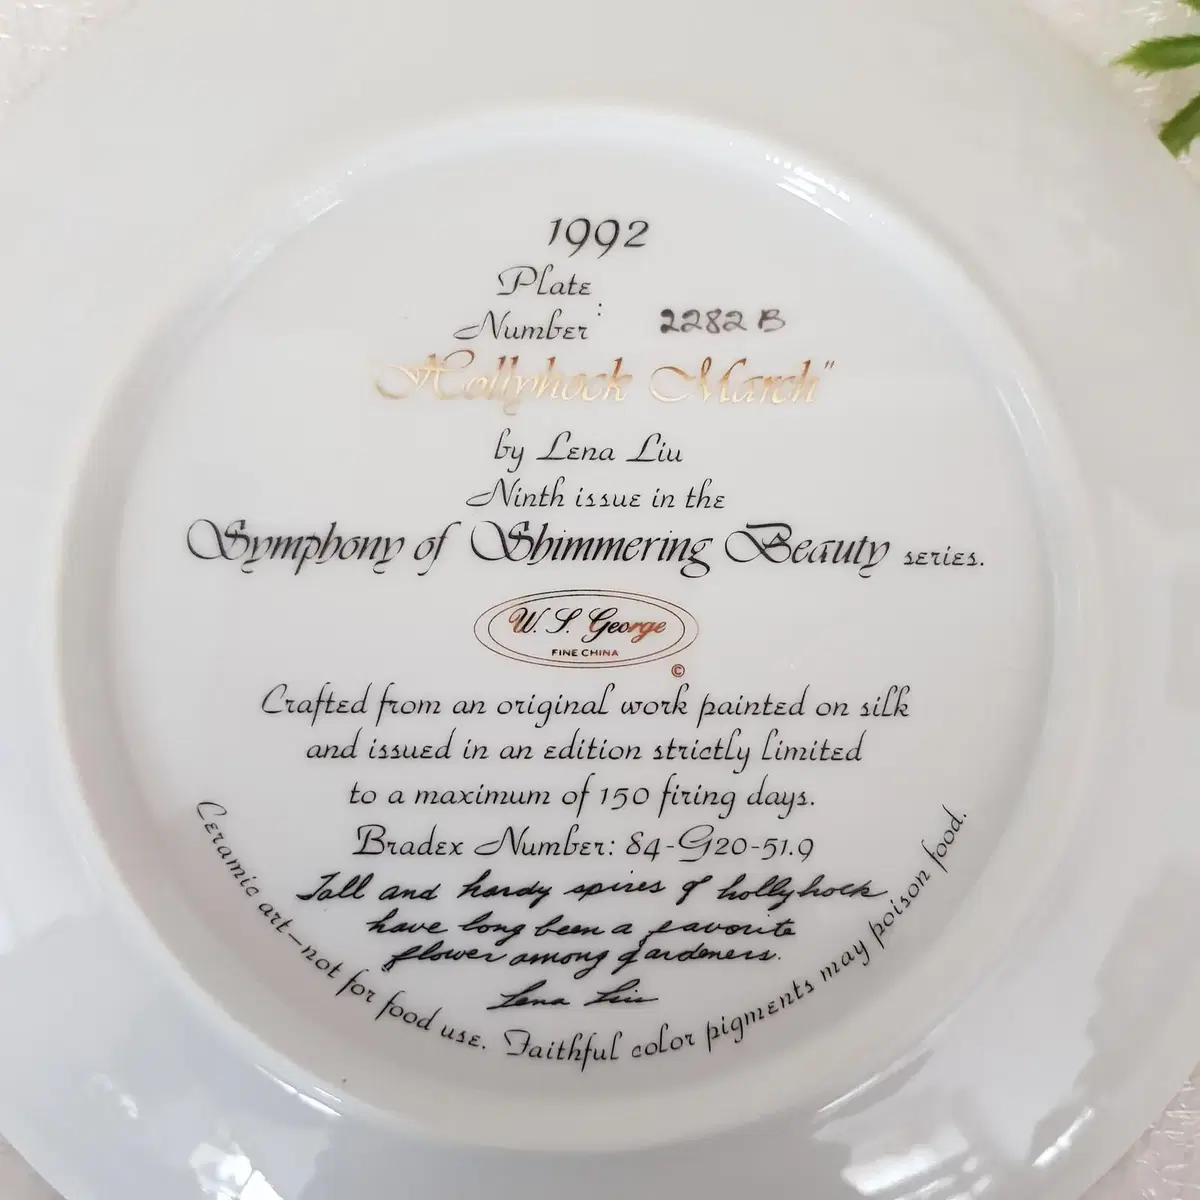 1992
Plate
Number: 2282 B
"Hollyhock March"
by Lena Liu
Ninth issue in the
Symphony of Shimmering Beauty series.
W. S. George
FINE CHINA
©
Crafted from an original work painted on silk
and issued in an edition strictly limited
to a maximum of 150 firing days.
Bradex Number: 84-G20-51.9
Tall and hardy spires of hollyhock
have long been a favorite
flower among gardeners.
Lena Liu
Ceramic art—not for food use. Faithful color pigments may poison food.